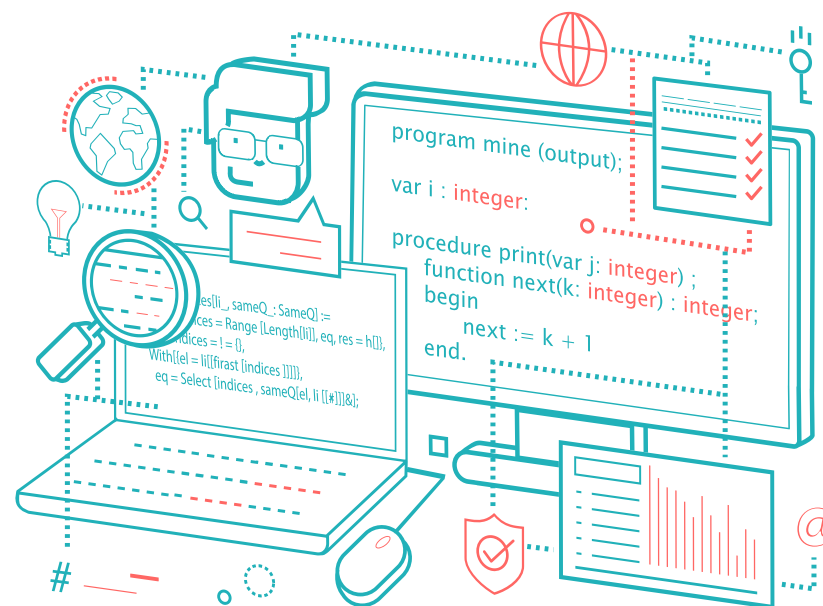 program mine (output);
var i : integer:
procedure print(var j: integer) ;
function next(k: integer) : integer;
begin
next := k + 1
end.
sameQ_: SameQ] :=
= Range [Length[li]], eq, res = h[]},
= ! = {},
With[{el = li[[firast [indices ]]]]},
eq = Select [indices , sameQ[el, li [[#]]]&];
#
@